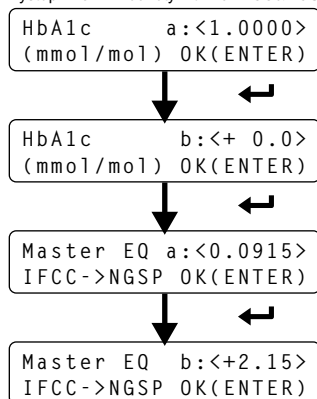 HbA1c a:<1.0000>
(mmol/mol) OK(ENTER)
HbA1c b:<+ 0.0>
(mmol/mol) OK(ENTER)
Master EQ a:<0.0915>
IFCC->NGSP OK(ENTER)
Master EQ b:<+2.15>
IFCC->NGSP OK(ENTER)